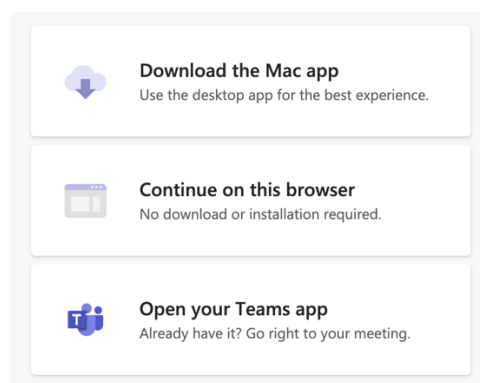 Download the Mac app
Use the desktop app for the best experience.
Continue on this browser
No download or installation required.
T
Open your Teams app
Already have it? Go right to your meeting.